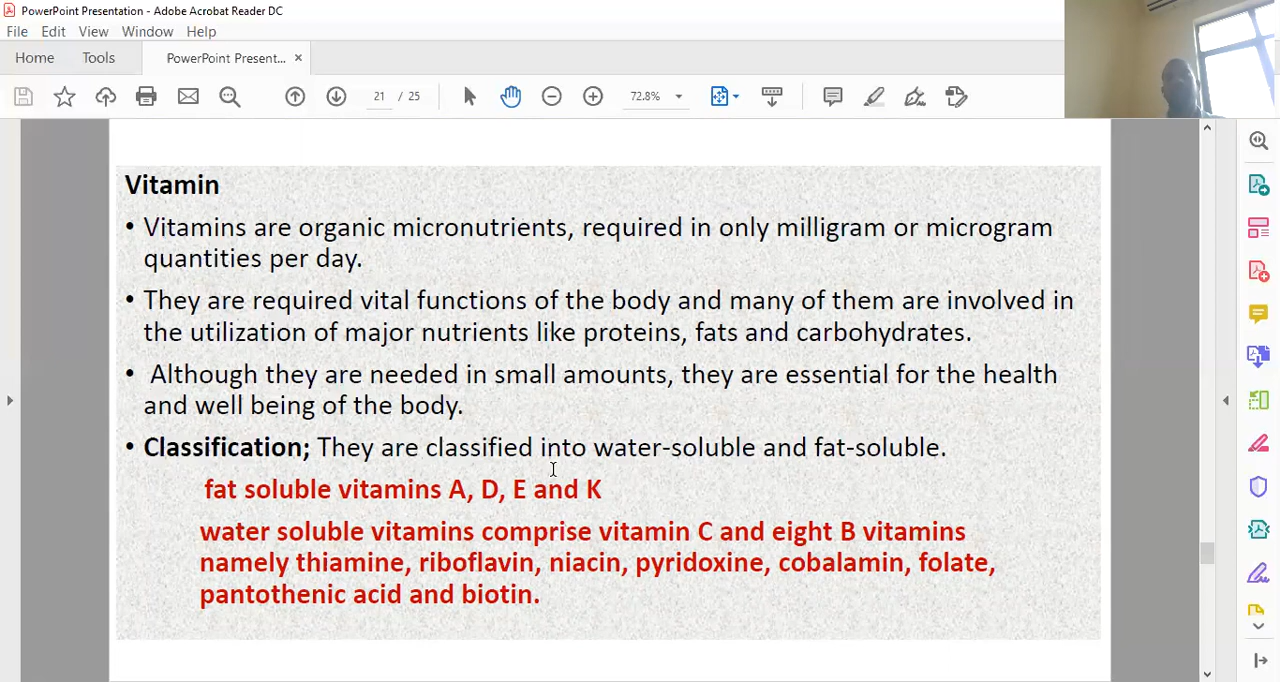 PowerPoint Presentation - Adobe Acrobat Reader DC
File Edit View Window Help
Home Tools PowerPoint Present... ×
21 / 25 72.8%
Vitamin
• Vitamins are organic micronutrients, required in only milligram or microgram
quantities per day.
• They are required vital functions of the body and many of them are involved in
the utilization of major nutrients like proteins, fats and carbohydrates.
• Although they are needed in small amounts, they are essential for the health
and well being of the body.
• Classification; They are classified into water-soluble and fat-soluble.
fat soluble vitamins A, D, E and K
water soluble vitamins comprise vitamin C and eight B vitamins
namely thiamine, riboflavin, niacin, pyridoxine, cobalamin, folate,
pantothenic acid and biotin.